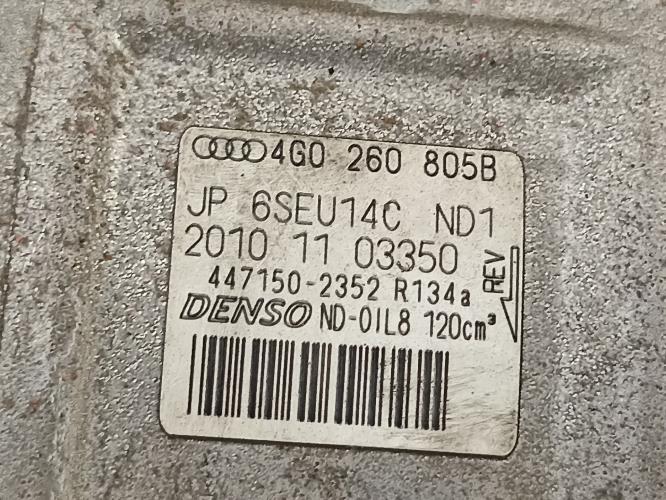 4G0 260 805B
JP 6SEU14C ND1
2010 11 03350
447150-2352 R134a
REV
DENSO ND-OIL8 120cm³